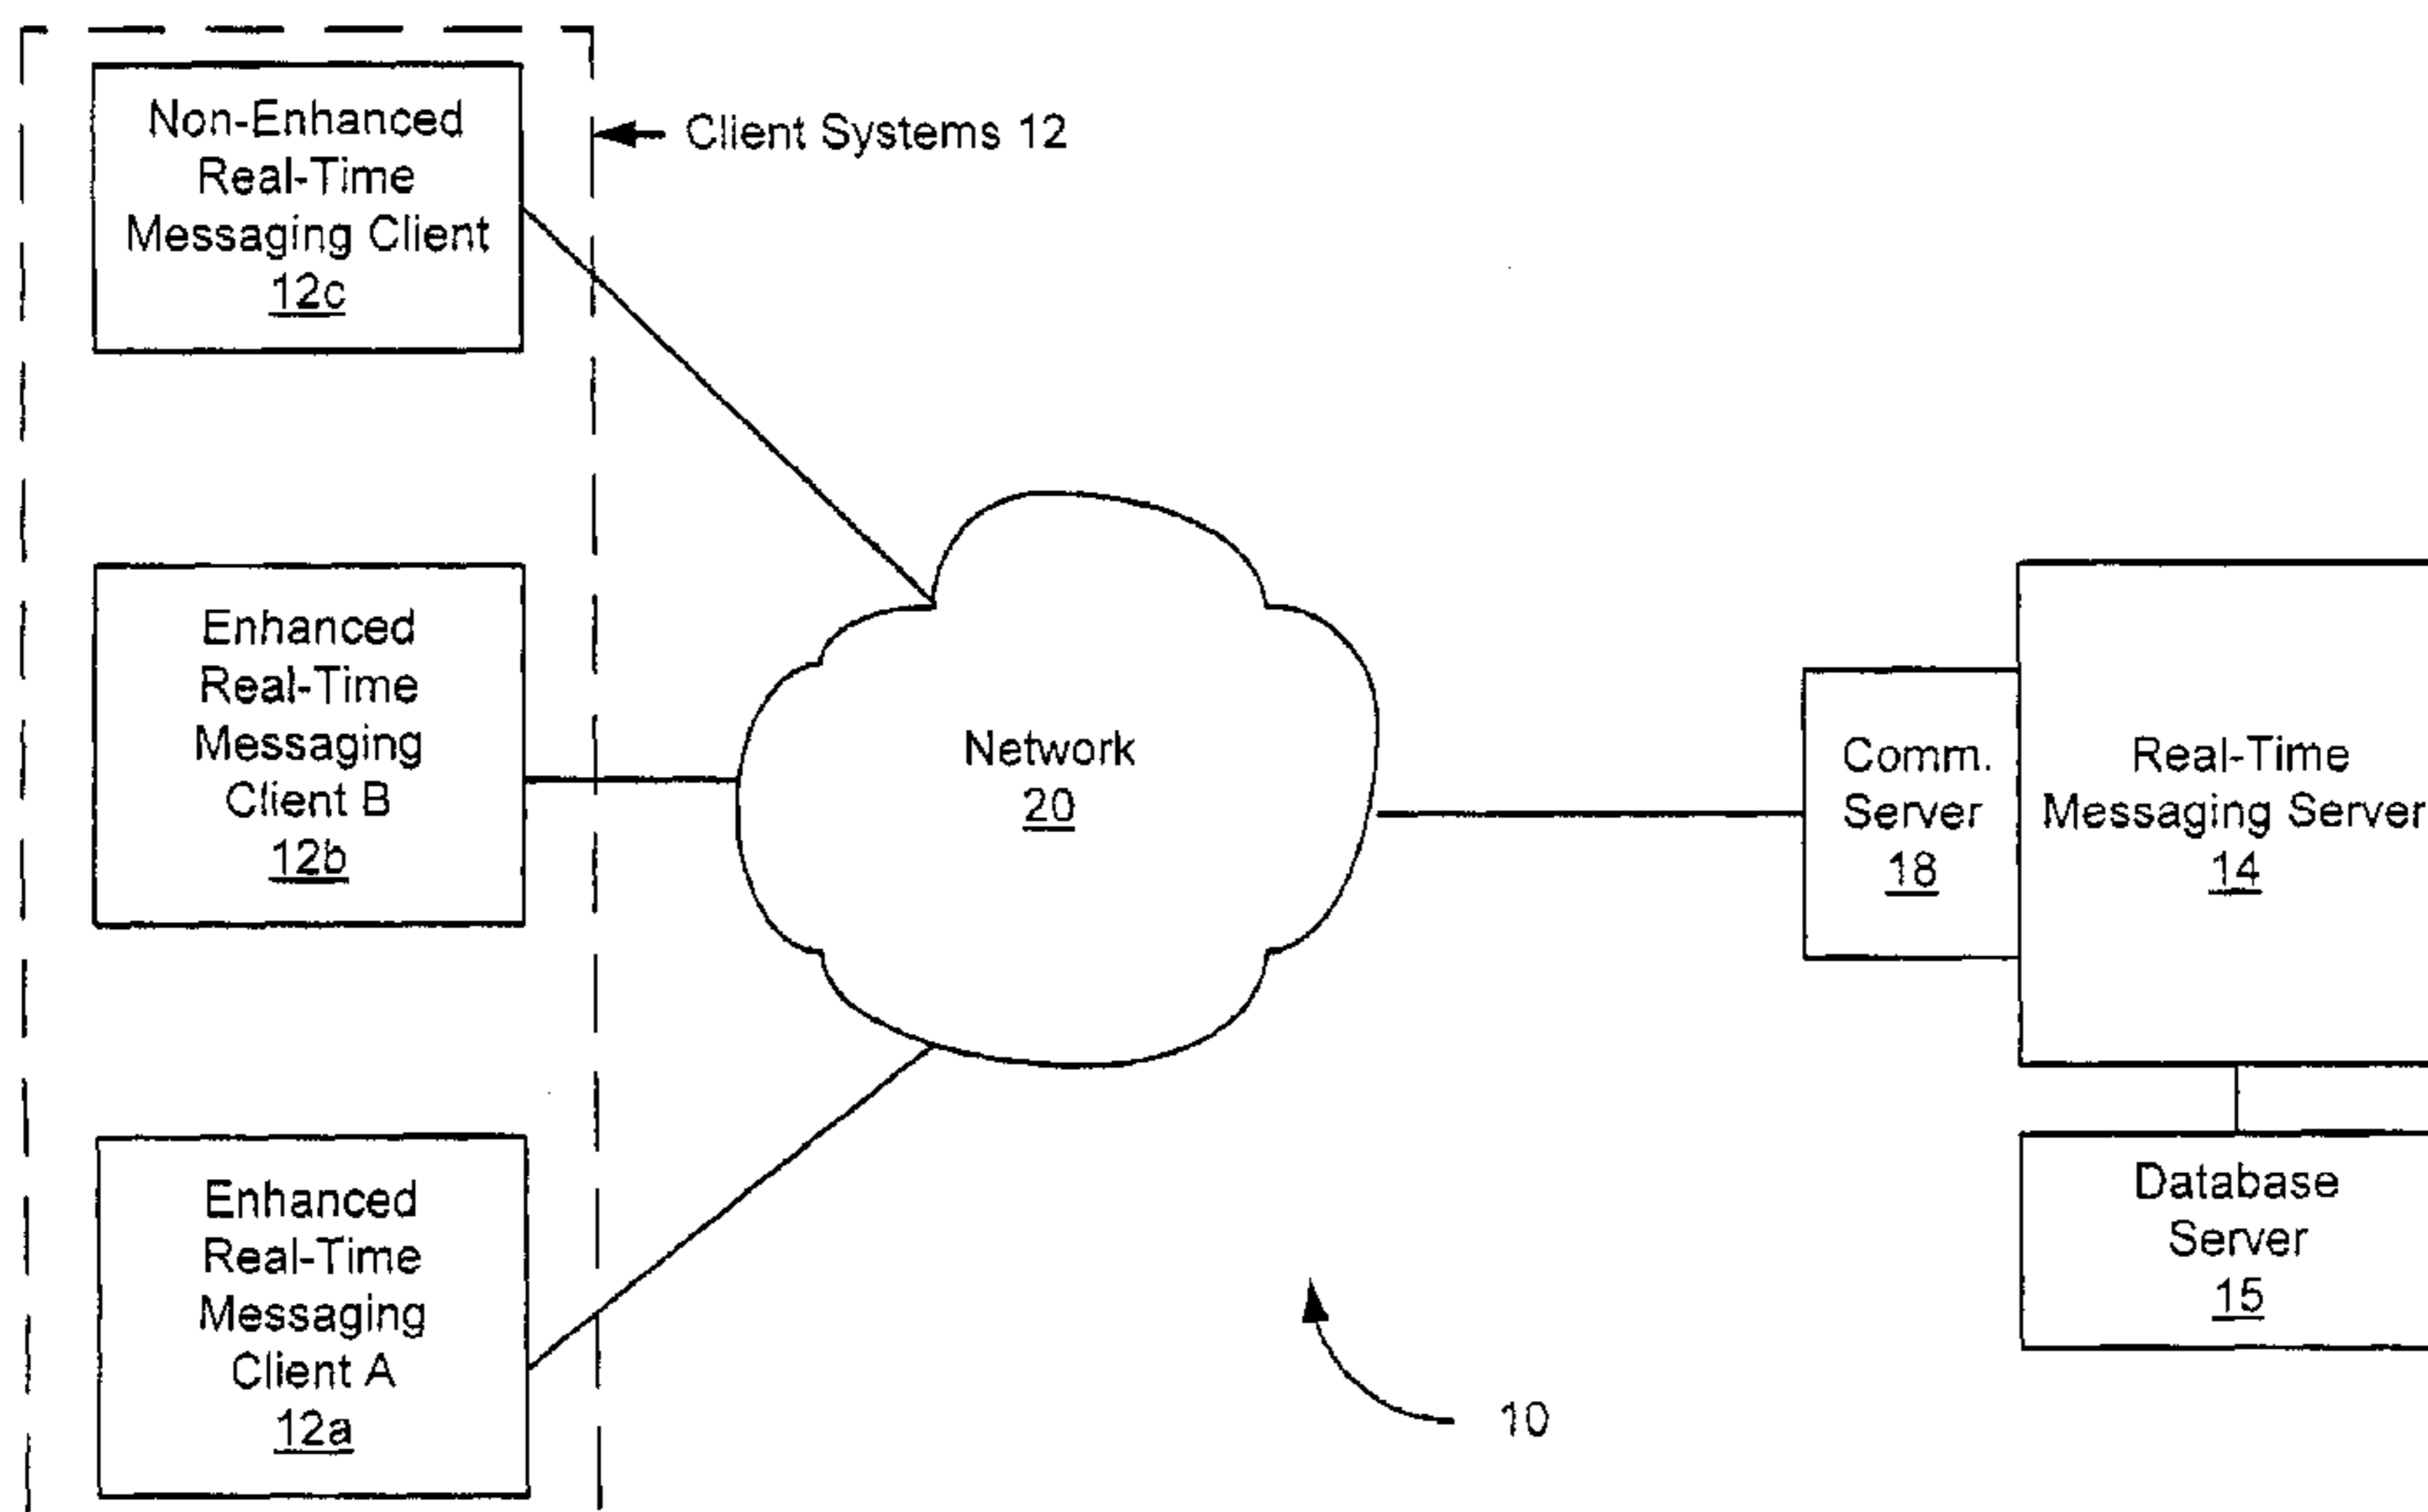 Non-Enhanced
Real-Time
Messaging Client
12c
Client Systems 12
Enhanced
Real-Time
Messaging
Client B
12b
Network
20
Comm.
Server
18
Real-Time
Messaging Server
14
Enhanced
Real-Time
Messaging
Client A
12a
Database
Server
15
10